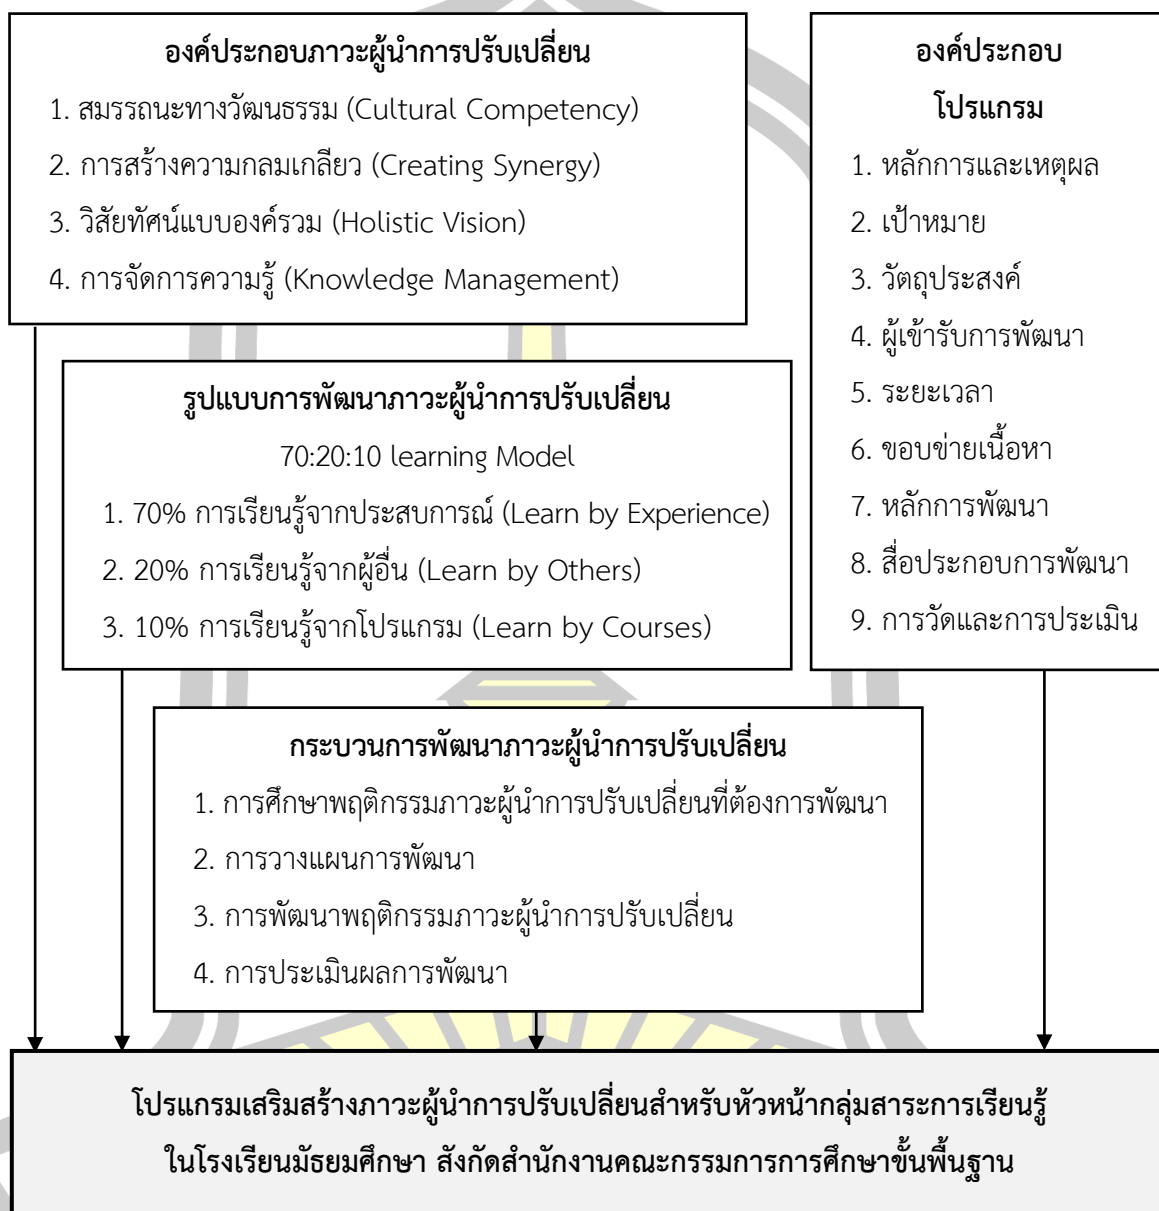 องค์ประกอบภาวะผู้นำการปรับเปลี่ยน
1. สมรรถนะทางวัฒนธรรม (Cultural Competency)
2. การสร้างความกลมเกลียว (Creating Synergy)
3. วิสัยทัศน์แบบองค์รวม (Holistic Vision)
4. การจัดการความรู้ (Knowledge Management)
องค์ประกอบ
โปรแกรม
1. หลักการและเหตุผล
2. เป้าหมาย
3. วัตถุประสงค์
4. ผู้เข้ารับการพัฒนา
5. ระยะเวลา
6. ขอบข่ายเนื้อหา
7. หลักการพัฒนา
8. สื่อประกอบการพัฒนา
9. การวัดและการประเมิน
รูปแบบการพัฒนาภาวะผู้นำการปรับเปลี่ยน
70:20:10 learning Model
1. 70% การเรียนรู้จากประสบการณ์ (Learn by Experience)
2. 20% การเรียนรู้จากผู้อื่น (Learn by Others)
3. 10% การเรียนรู้จากโปรแกรม (Learn by Courses)
กระบวนการพัฒนาภาวะผู้นำการปรับเปลี่ยน
1. การศึกษาพฤติกรรมภาวะผู้นำการปรับเปลี่ยนที่ต้องการพัฒนา
2. การวางแผนการพัฒนา
3. การพัฒนาพฤติกรรมภาวะผู้นำการปรับเปลี่ยน
4. การประเมินผลการพัฒนา
โปรแกรมเสริมสร้างภาวะผู้นำการปรับเปลี่ยนสำหรับหัวหน้ากลุ่มสาระการเรียนรู้
ในโรงเรียนมัธยมศึกษา สังกัดสำนักงานคณะกรรมการการศึกษาขั้นพื้นฐาน